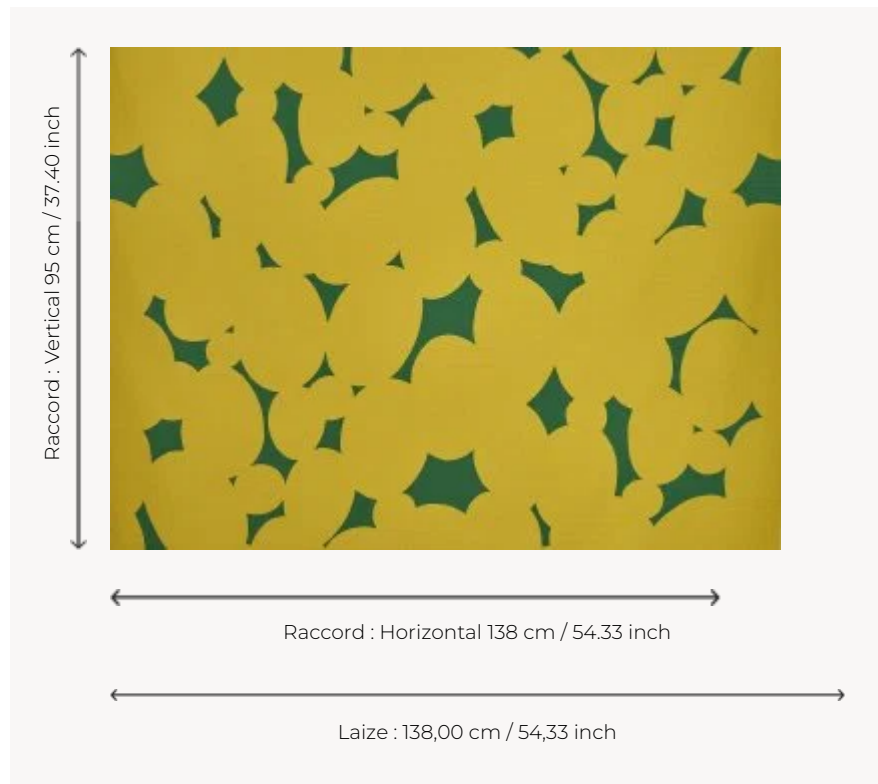 Raccord : Vertical 95 cm / 37.40 inch
Raccord : Horizontal 138 cm / 54.33 inch
Laize : 138,00 cm / 54,33 inch